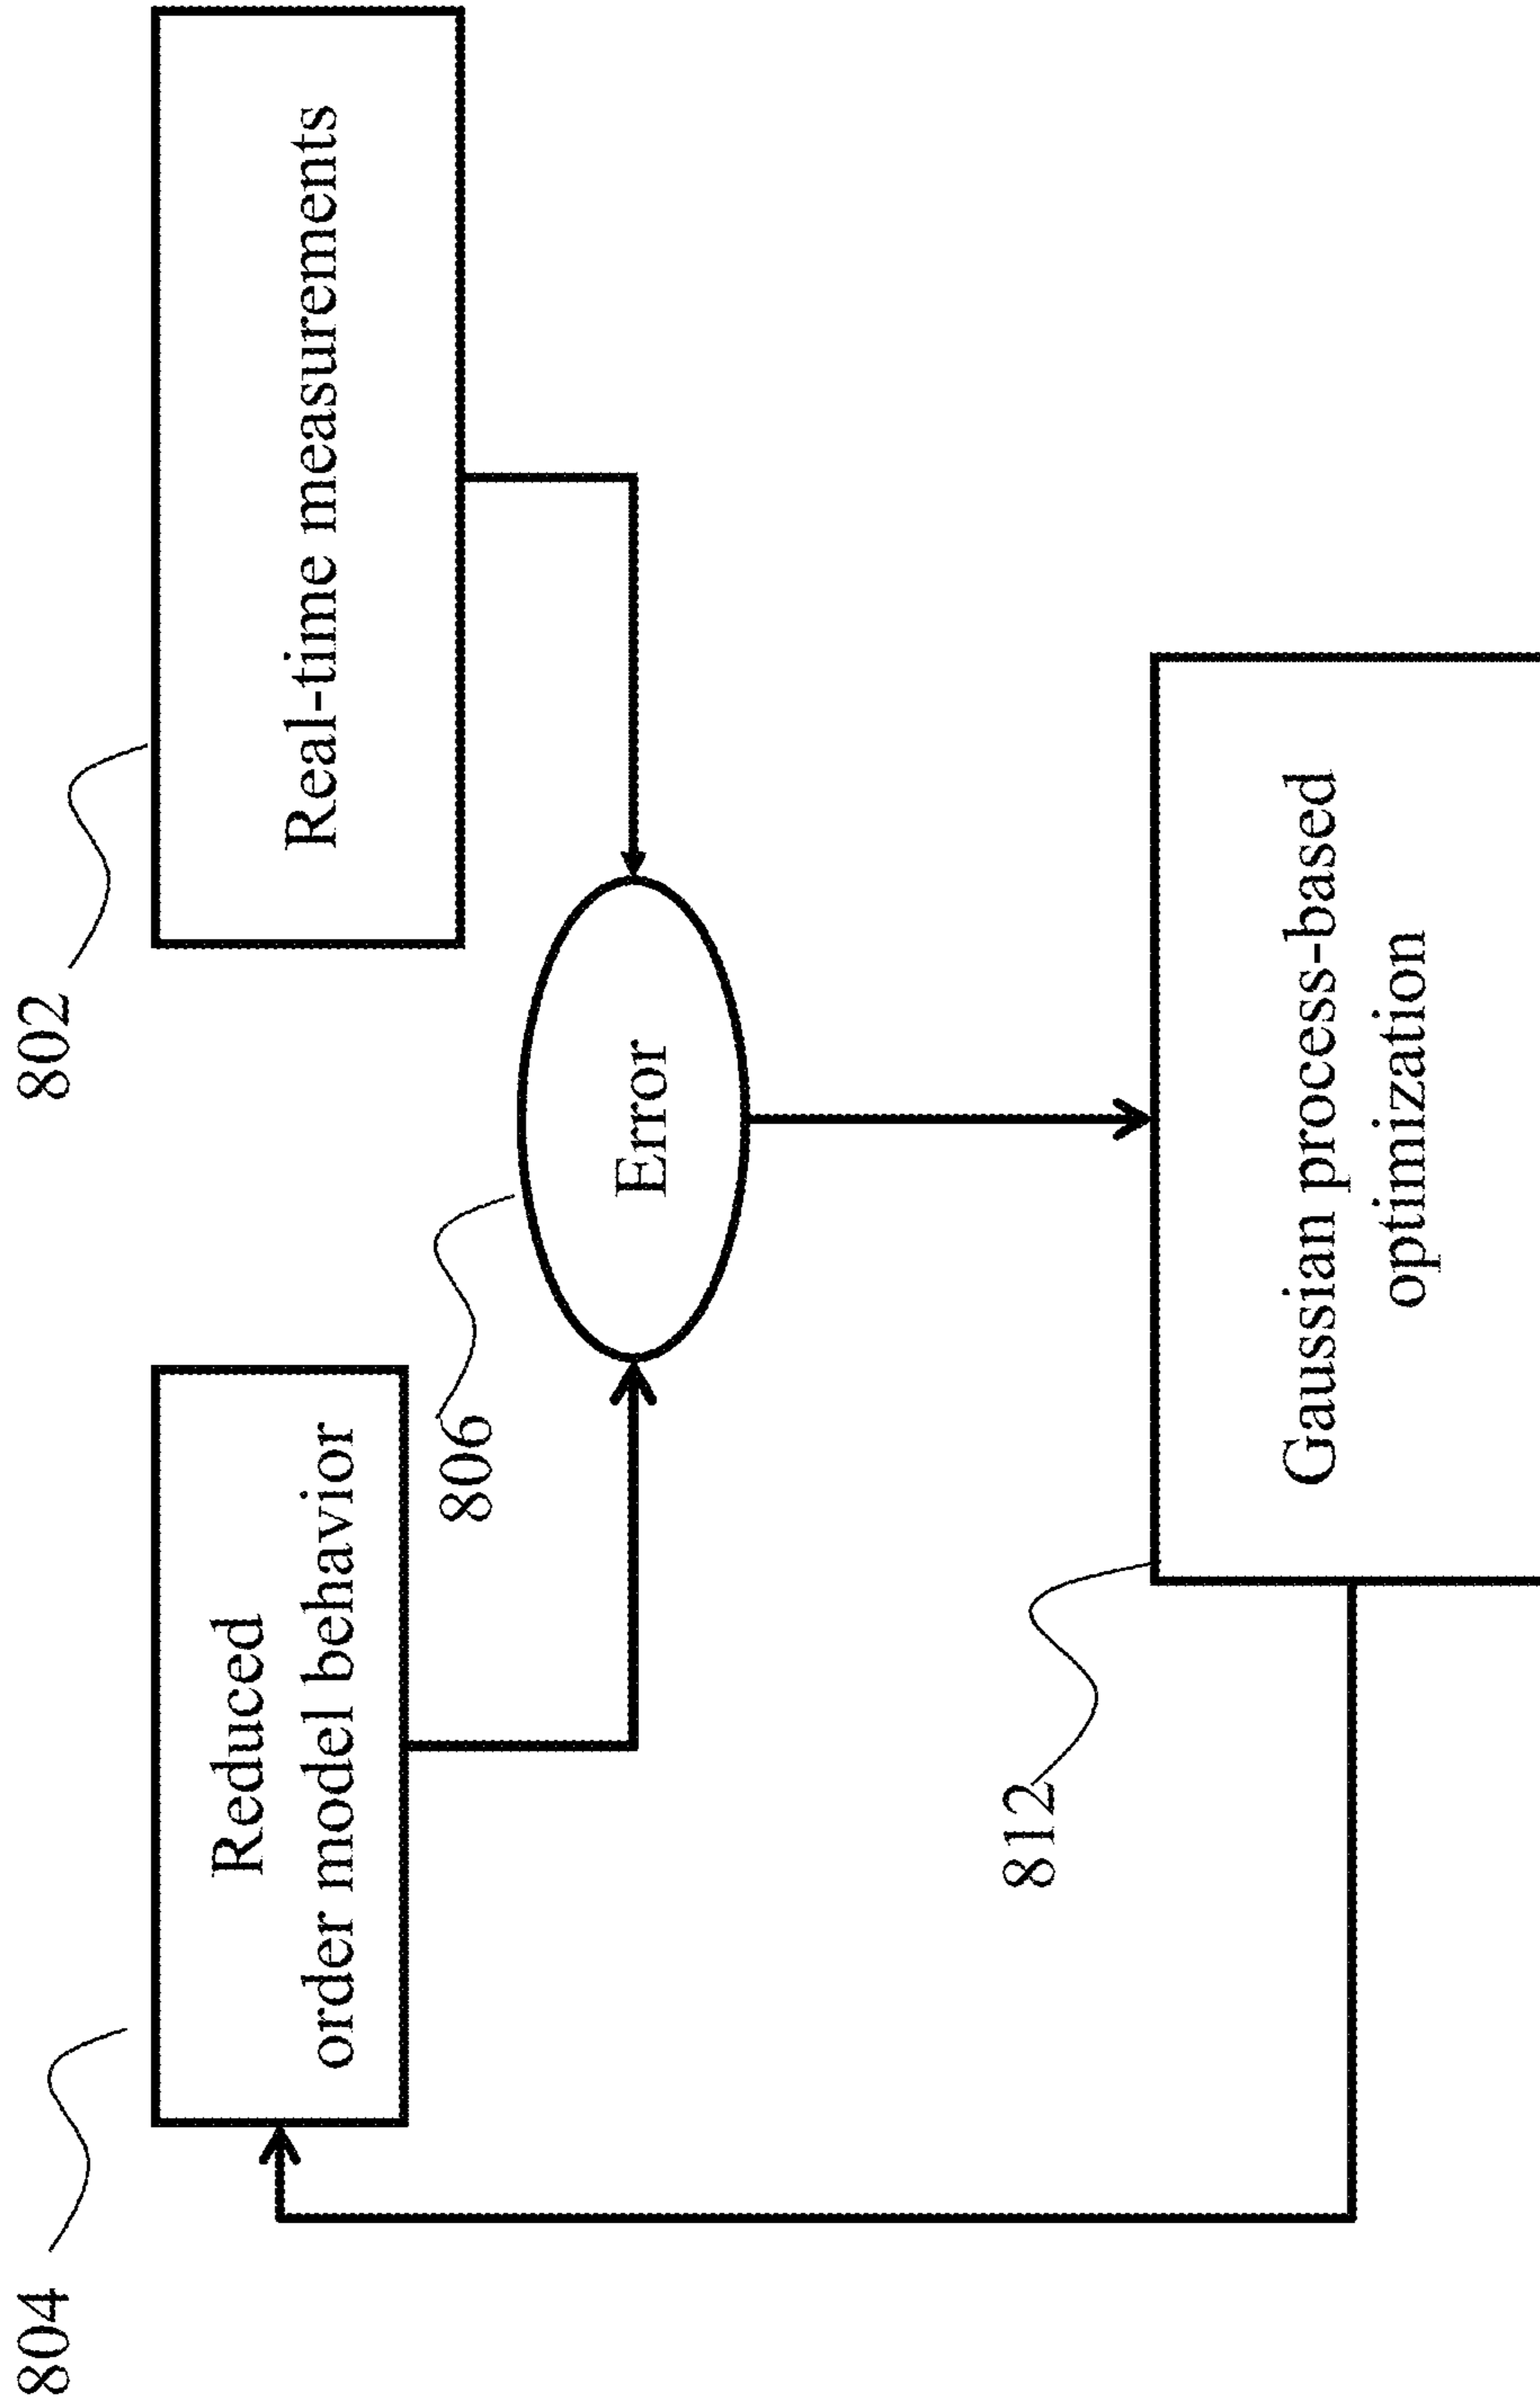 804
Reduced
order model behavior
802
Real-time measurements
806
Error
812
Gaussian process-based
optimization